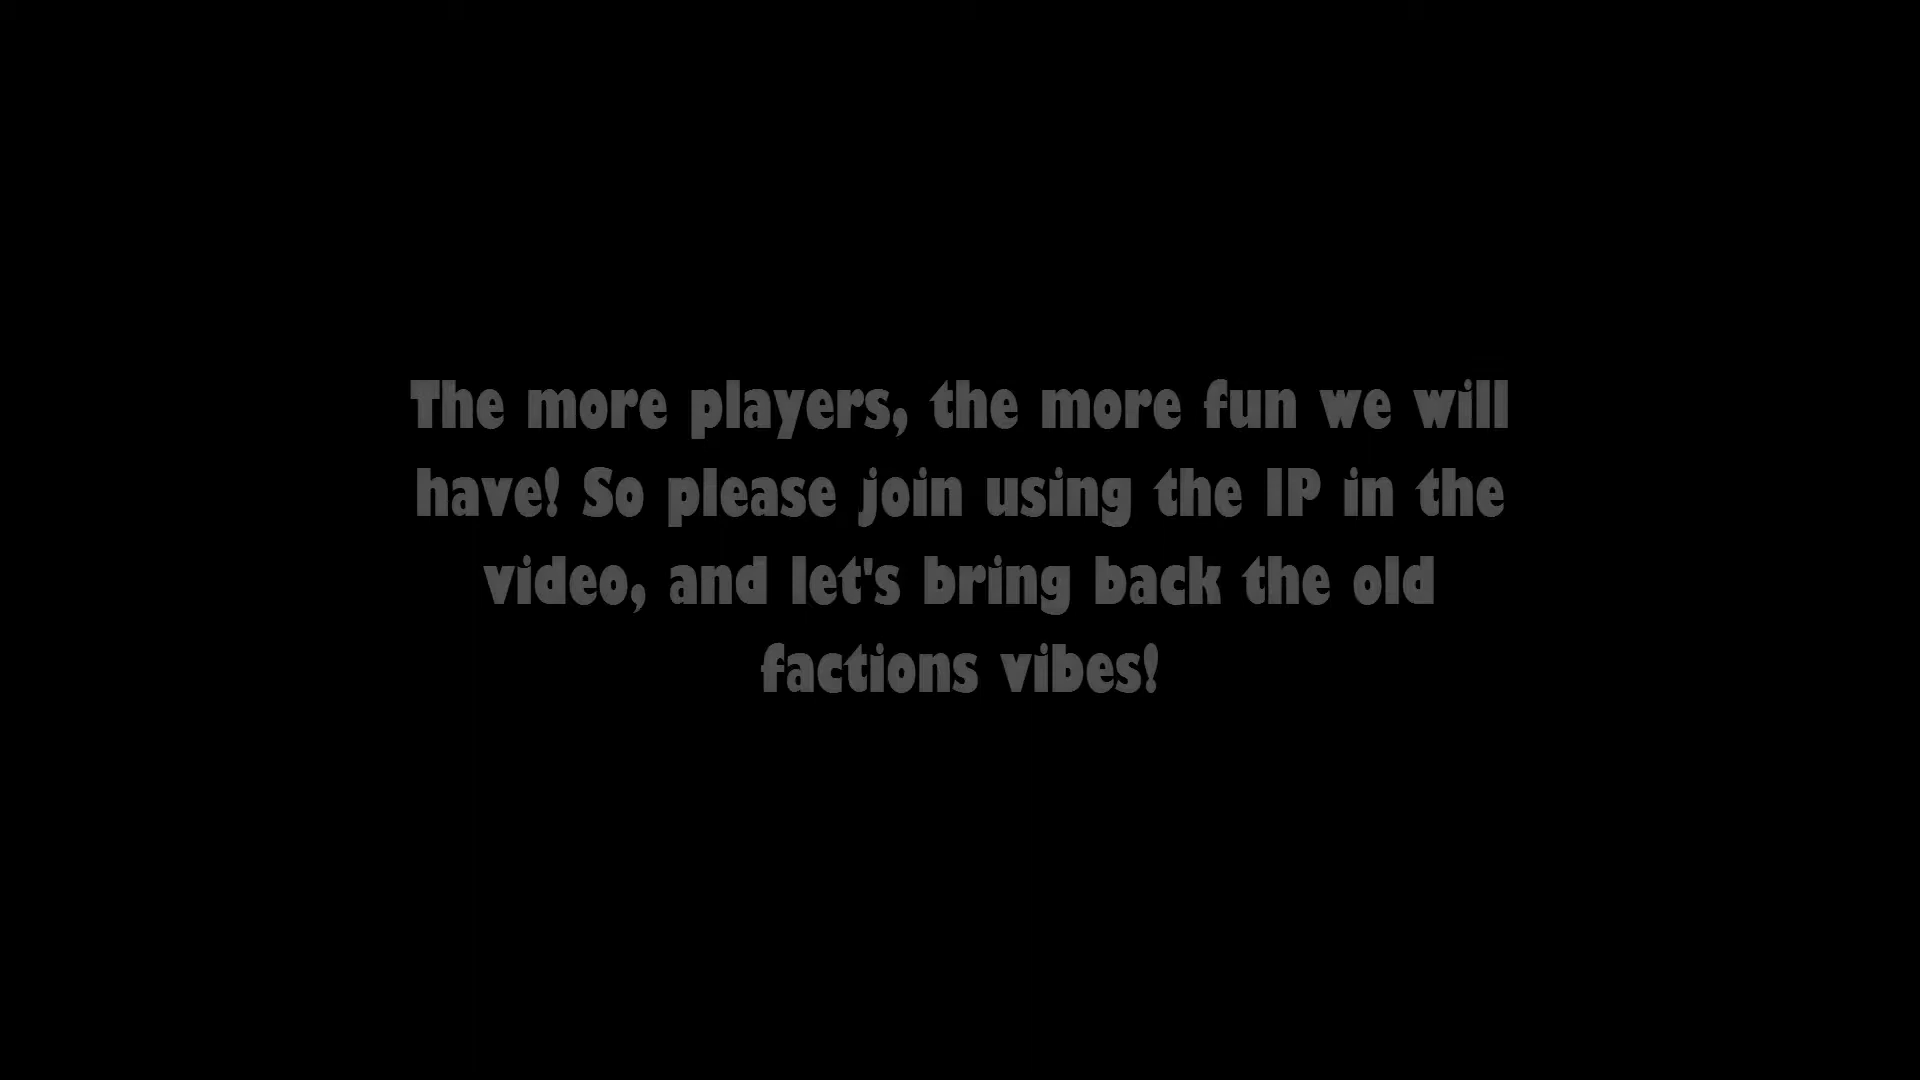 The more players, the more fun we will
have! So please join using the IP in the
video, and let's bring back the old
factions vibes!